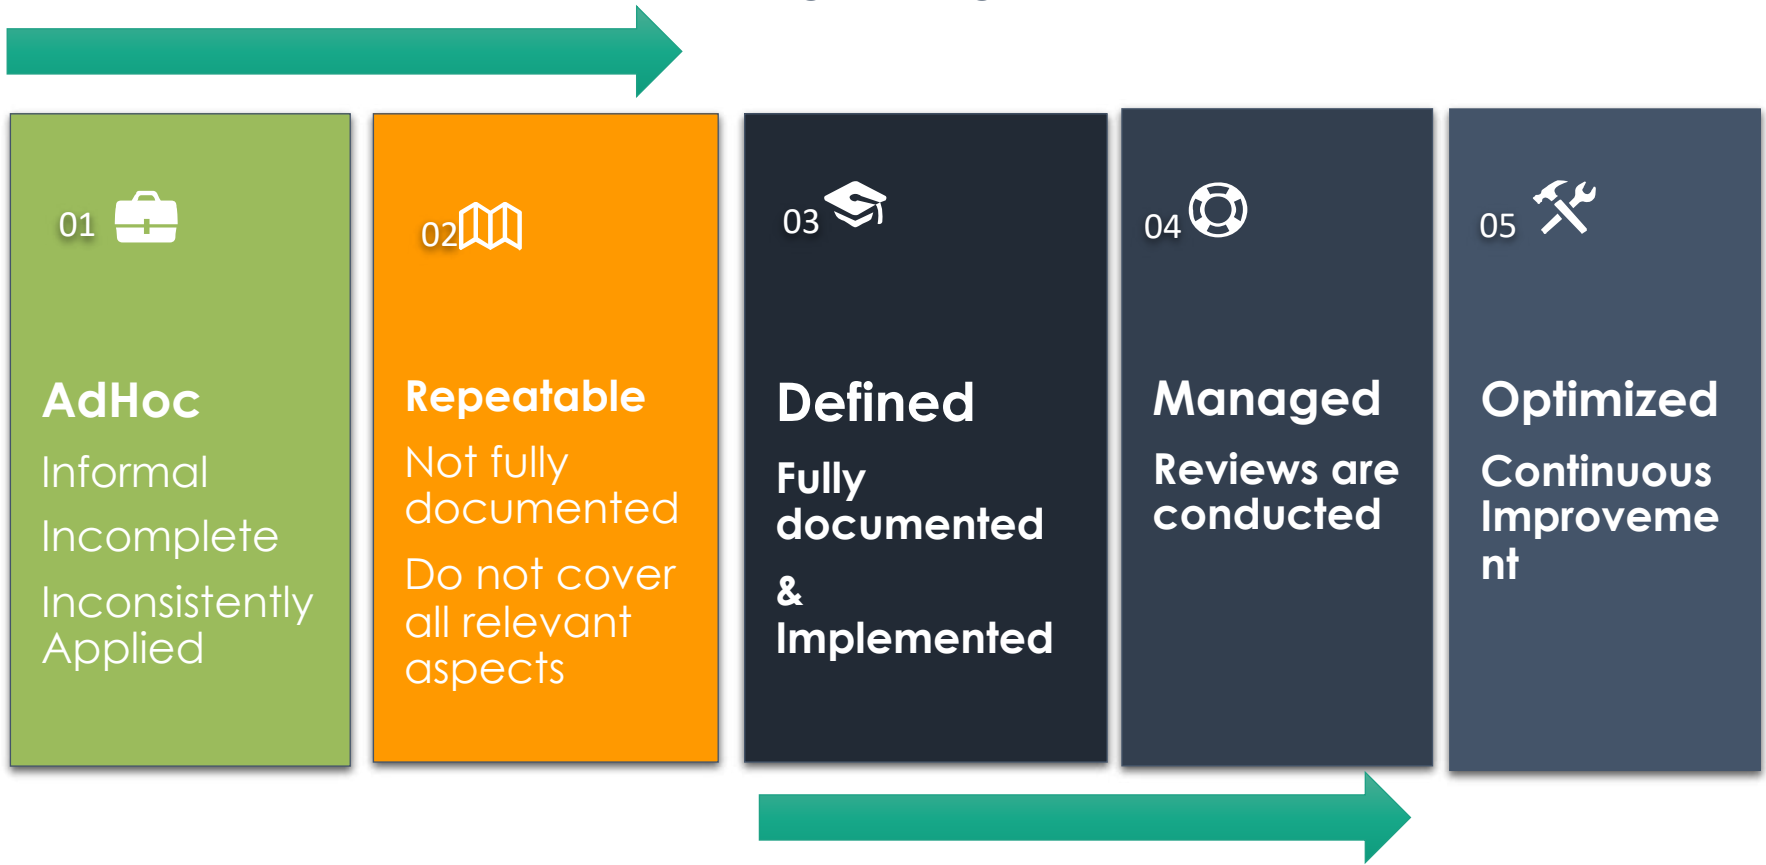 01
AdHoc
Informal
Incomplete
Inconsistently
Applied
02
Repeatable
Not fully
documented
Do not cover
all relevant
aspects
03
Defined
Fully
documented
&
Implemented
04
Managed
Reviews are
conducted
05
Optimized
Continuous
Improveme
nt